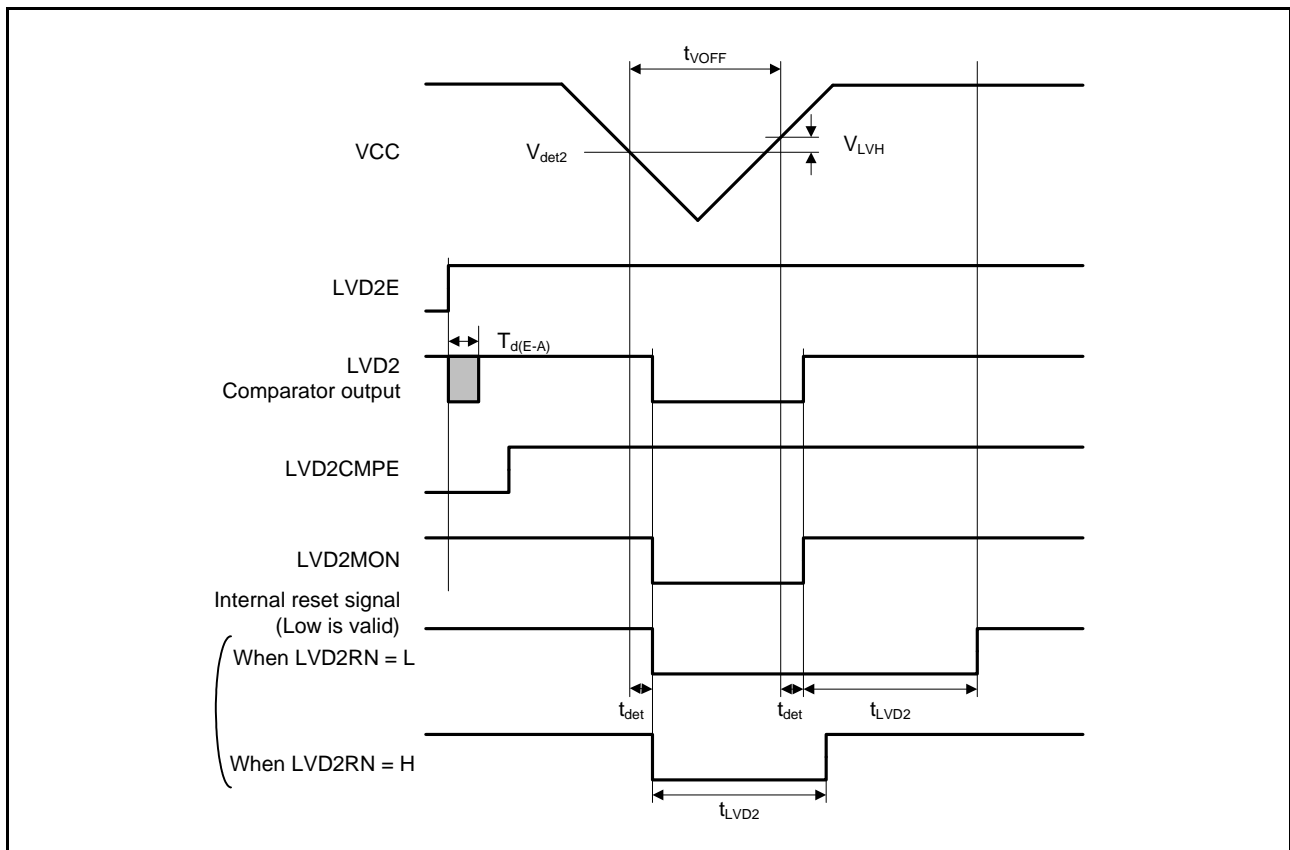 tVOFF
VCC
Vdet2
VLVH
LVD2E
Td(E-A)
LVD2
Comparator output
LVD2CMPE
LVD2MON
Internal reset signal
(Low is valid)
When LVD2RN = L
tdet
tdet
tLVD2
When LVD2RN = H
tLVD2